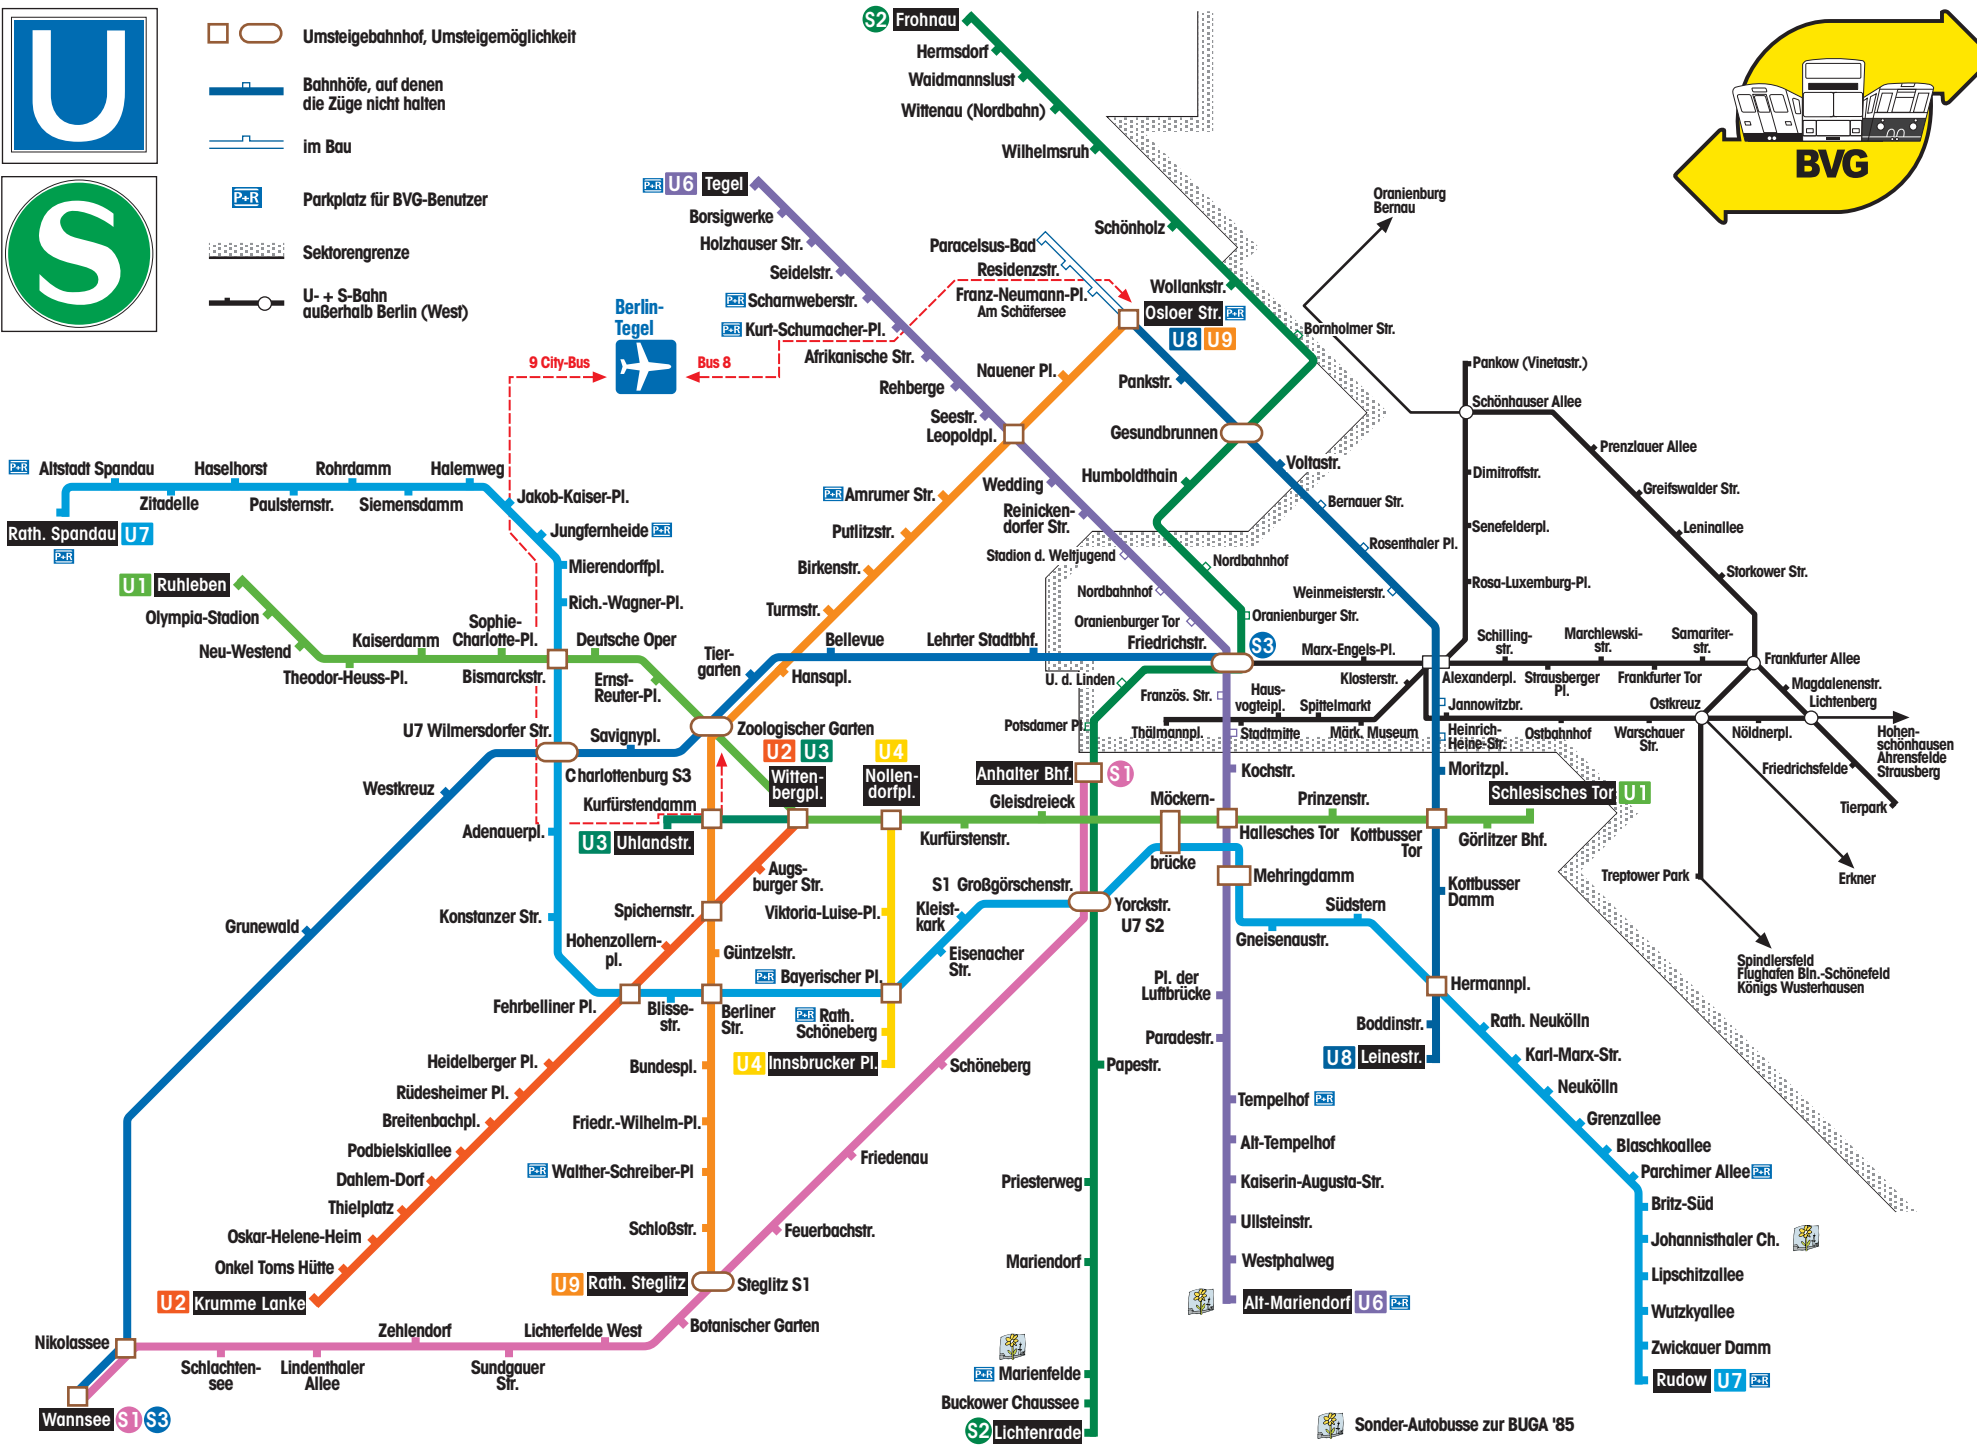 U
S
Umsteigebahnhof, Umsteigemöglichkeit
Bahnhöfe, auf denen
die Züge nicht halten
im Bau
P+R
Parkplatz für BVG-Benutzer
Sektorengrenze
U- + S-Bahn
außerhalb Berlin (West)
BVG
S2 Frohnau
Hermsdorf
Waidmannslust
Wittenau (Nordbahn)
Wilhelmsruh
Schönholz
Wollankstr.
Bornholmer Str.
Oranienburg
Bernau
P+R U6 Tegel
Borsigwerke
Holzhauser Str.
Seidelstr.
P+R Scharnweberstr.
P+R Kurt-Schumacher-Pl.
Afrikanische Str.
Rehberge
Seestr.
Leopoldpl.
Wedding
Reinicken-
dorfer Str.
Stadion d. Weltjugend
Nordbahnhof
Oranienburger Tor
Friedrichstr.
S3
Paracelsus-Bad
Residenzstr.
Franz-Neumann-Pl.
Am Schäfersee
Osloer Str. P+R
U8 U9
Nauener Pl.
Pankstr.
Gesundbrunnen
Humboldthain
Voltastr.
Bernauer Str.
Rosenthaler Pl.
Weinmeisterstr.
Nordbahnhof
Oranienburger Str.
Berlin-
Tegel
9 City-Bus
Bus 8
Pankow (Vinetastr.)
Schönhauser Allee
Dimitroffstr.
Senefelderpl.
Rosa-Luxemburg-Pl.
Prenzlauer Allee
Greifswalder Str.
Leninallee
Storkower Str.
P+R Altstadt Spandau
Haselhorst
Rohrdamm
Halemweg
Zitadelle
Paulsternstr.
Siemensdamm
Rath. Spandau U7
P+R
Jakob-Kaiser-Pl.
Jungfernheide P+R
Mierendorffpl.
Rich.-Wagner-Pl.
P+R Amrumer Str.
Putlitzstr.
Birkenstr.
Turmstr.
U1 Ruhleben
Olympia-Stadion
Neu-Westend
Theodor-Heuss-Pl.
Kaiserdamm
Sophie-
Charlotte-Pl.
Bismarckstr.
Deutsche Oper
Ernst-
Reuter-Pl.
Tier-
garten
Bellevue
Lehrter Stadtbhf.
Hansapl.
U. d. Linden
Potsdamer Pl.
Französ. Str.
Marx-Engels-Pl.
Klosterstr.
Alexanderpl.
Schilling-
str.
Strausberger
Pl.
Marchlewski-
str.
Frankfurter Tor
Samariter-
str.
Frankfurter Allee
Magdalenenstr.
Lichtenberg
Haus-
vogteipl.
Spittelmarkt
Thälmannpl.
Stadtmitte
Märk. Museum
Jannowitzbr.
Heinrich-
Heine-Str.
Ostbahnhof
Warschauer
Str.
Ostkreuz
Nöldnerpl.
Hohen-
schönhausen
Ahrensfelde
Strausberg
Friedrichsfelde
Tierpark
Treptower Park
Erkner
Spindlersfeld
Flughafen Bln.-Schönefeld
Königs Wusterhausen
U7 Wilmersdorfer Str.
Savignypl.
Charlottenburg S3
Westkreuz
Zoologischer Garten
U2 U3
Witten-
bergpl.
U4
Nollen-
dorfpl.
Kurfürstendamm
U3 Uhlandstr.
Adenauerpl.
Konstanzer Str.
Grunewald
Anhalter Bhf. S1
Gleisdreieck
Kurfürstenstr.
Möckern-
brücke
Kochstr.
Hallesches Tor
Prinzenstr.
Kottbusser
Tor
Moritzpl.
Schlesisches Tor U1
Görlitzer Bhf.
Augs-
burger Str.
Spichernstr.
Hohenzollern-
pl.
Güntzelstr.
Viktoria-Luise-Pl.
P+R Bayerischer Pl.
Fehrbelliner Pl.
Blisse-
str.
Berliner
Str.
P+R Rath.
Schöneberg
U4 Innsbrucker Pl.
Kleist-
kark
Eisenacher
Str.
S1 Großgörschenstr.
Yorckstr.
U7 S2
Mehringdamm
Gneisenaustr.
Südstern
Kottbusser
Damm
Hermannpl.
Boddinstr.
U8 Leinestr.
Rath. Neukölln
Karl-Marx-Str.
Neukölln
Grenzallee
Blaschkoallee
Parchimer Allee P+R
Britz-Süd
Johannisthaler Ch.
Lipschitzallee
Wutzkyallee
Zwickauer Damm
Rudow U7 P+R
Pl. der
Luftbrücke
Paradestr.
Tempelhof P+R
Alt-Tempelhof
Kaiserin-Augusta-Str.
Ullsteinstr.
Westphalweg
Alt-Mariendorf U6 P+R
Papestr.
Priesterweg
Mariendorf
P+R Marienfelde
Buckower Chaussee
S2 Lichtenrade
Heidelberger Pl.
Rüdesheimer Pl.
Breitenbachpl.
Podbielskiallee
Dahlem-Dorf
Thielplatz
Oskar-Helene-Heim
Onkel Toms Hütte
U2 Krumme Lanke
Bundespl.
Friedr.-Wilhelm-Pl.
P+R Walther-Schreiber-Pl
Schloßstr.
U9 Rath. Steglitz
Steglitz S1
Schöneberg
Friedenau
Feuerbachstr.
Botanischer Garten
Lichterfelde West
Sundgauer
Str.
Zehlendorf
Lindenthaler
Allee
Schlachten-
see
Nikolassee
Wannsee S1 S3
Sonder-Autobusse zur BUGA '85